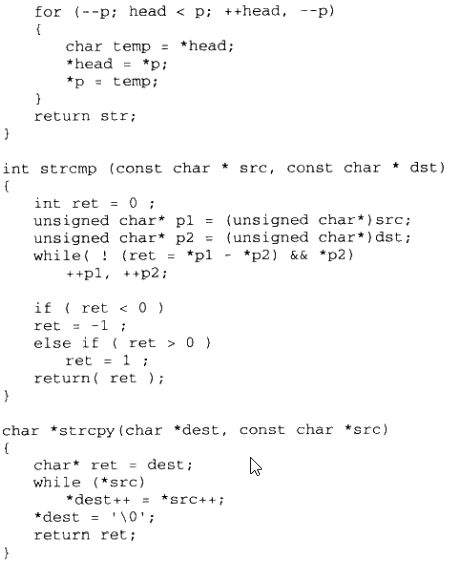 for (--p; head < p; ++head, --p)
{
char temp = *head;
*head = *p;
*p = temp;
}
return str;
}
int strcmp (const char * src, const char * dst)
{
int ret = 0 ;
unsigned char* p1 = (unsigned char*)src;
unsigned char* p2 = (unsigned char*)dst;
while( ! (ret = *p1 - *p2) && *p2)
++p1, ++p2;
if ( ret < 0 )
ret = -1 ;
else if ( ret > 0 )
ret = 1 ;
return( ret );
}
char *strcpy(char *dest, const char *src)
{
char* ret = dest;
while (*src)
*dest++ = *src++;
*dest = '\0';
return ret;
}